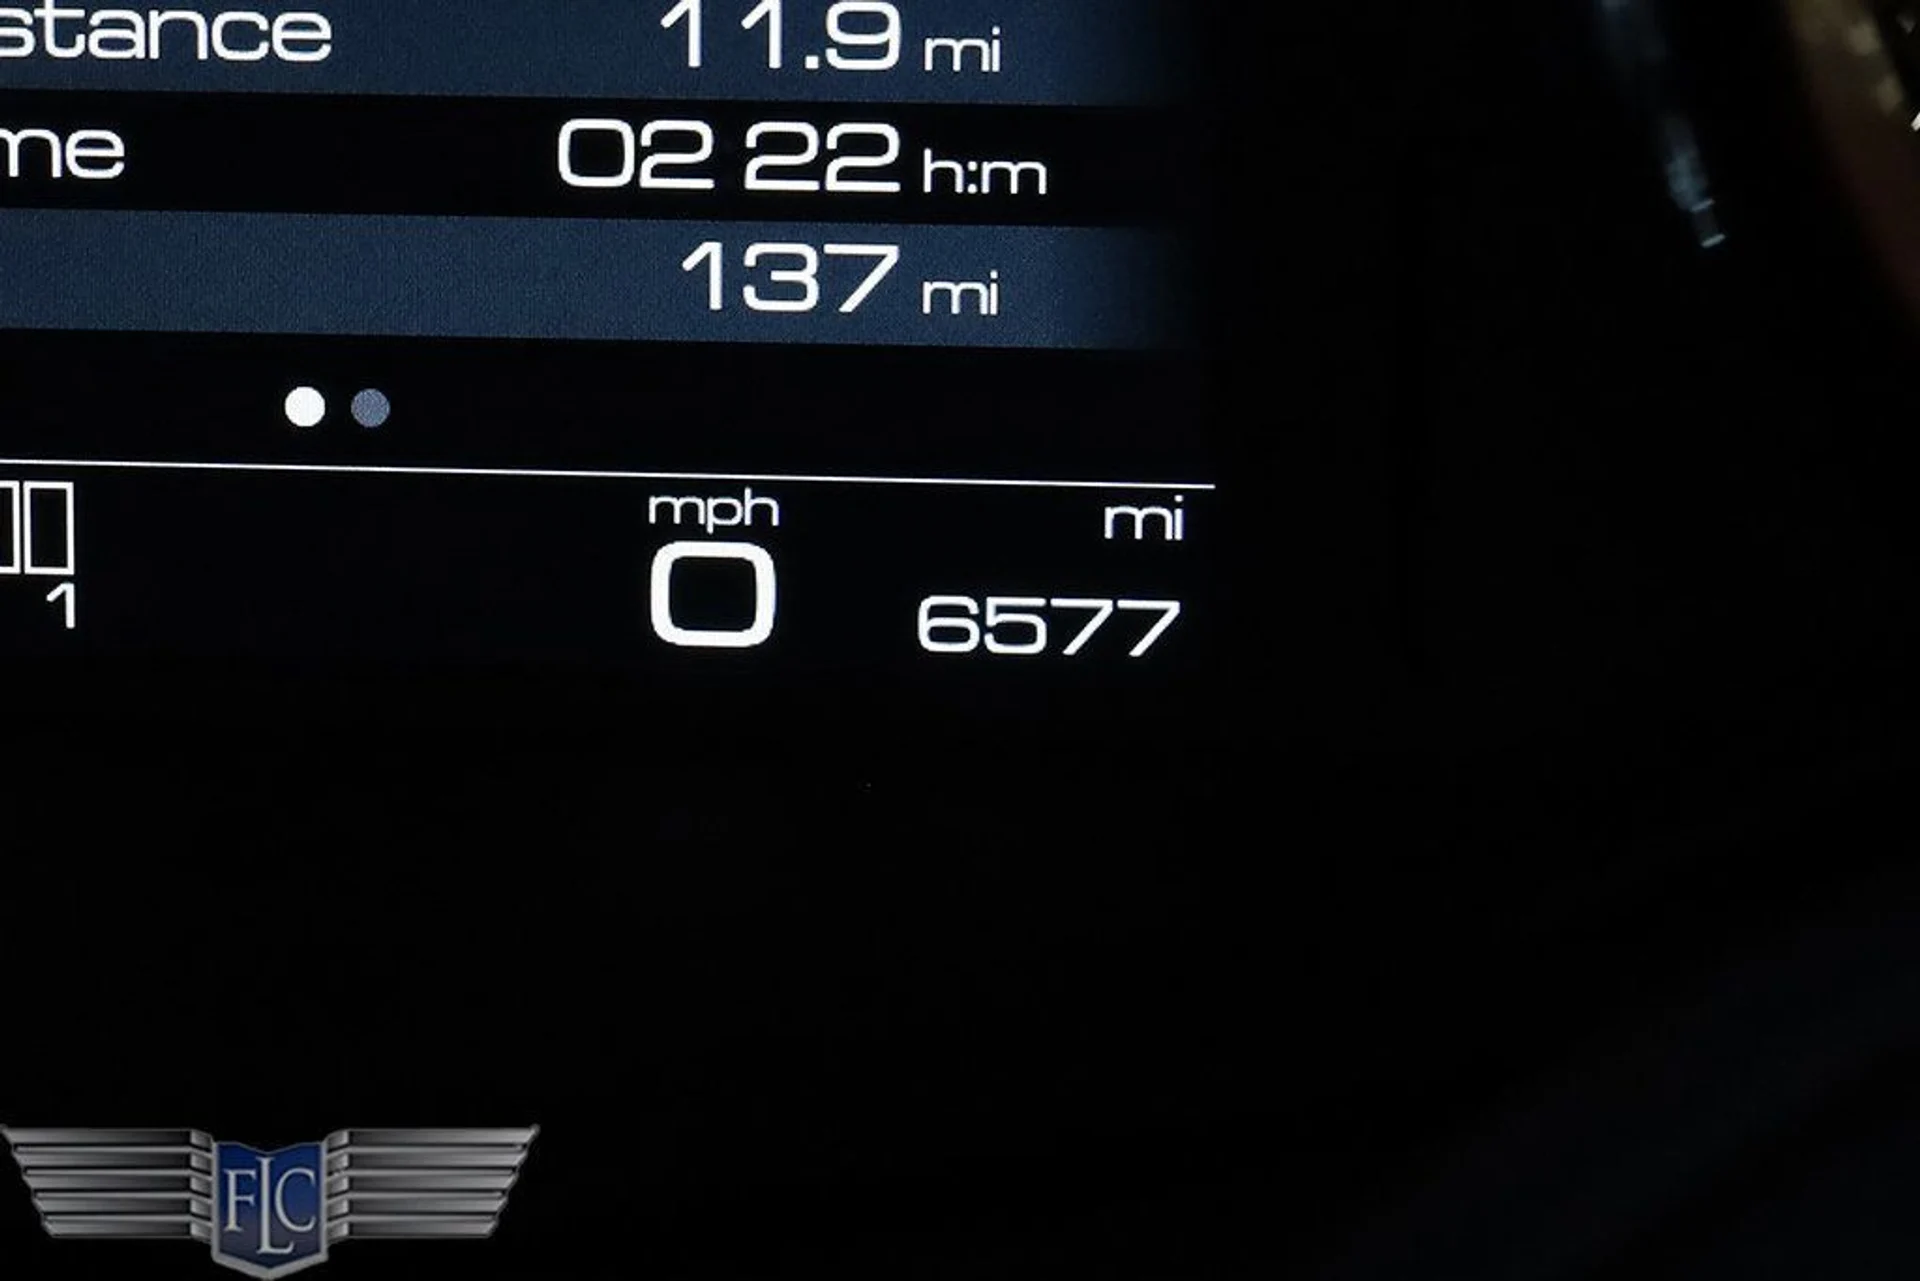 stance 11.9 mi
me 02 22 h:m
137 mi
mph mi
0
1 6577
FLC